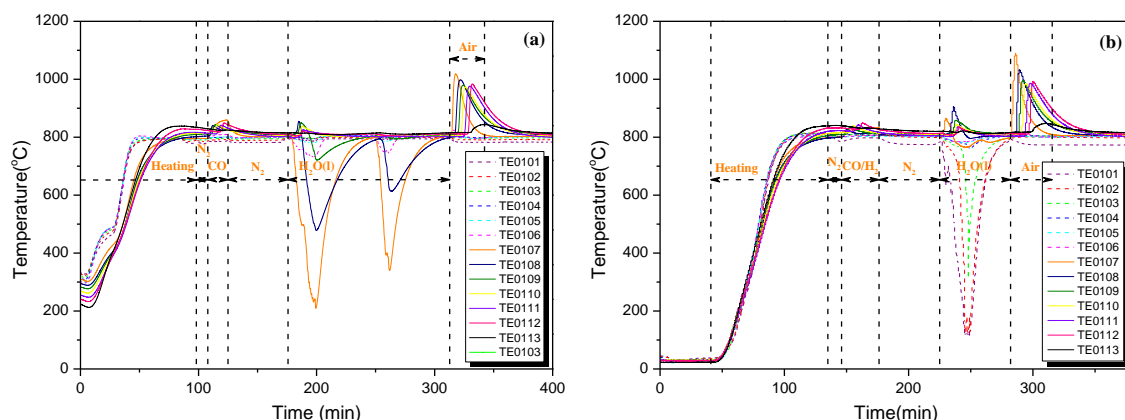 1200
1000
800
600
400
200
0
Temperature(°C)
0
100
200
300
400
Time (min)
(a)
Air
Heating
N2
CO
N2
H2O(l)
TE0101
TE0102
TE0103
TE0104
TE0105
TE0106
TE0107
TE0108
TE0109
TE0110
TE0111
TE0112
TE0113
TE0103
1200
1000
800
600
400
200
0
Temperature(°C)
0
100
200
300
Time(min)
(b)
Heating
N2
CO/H2
N2
H2O(l)
Air
TE0101
TE0102
TE0103
TE0104
TE0105
TE0106
TE0107
TE0108
TE0109
TE0110
TE0111
TE0112
TE0113